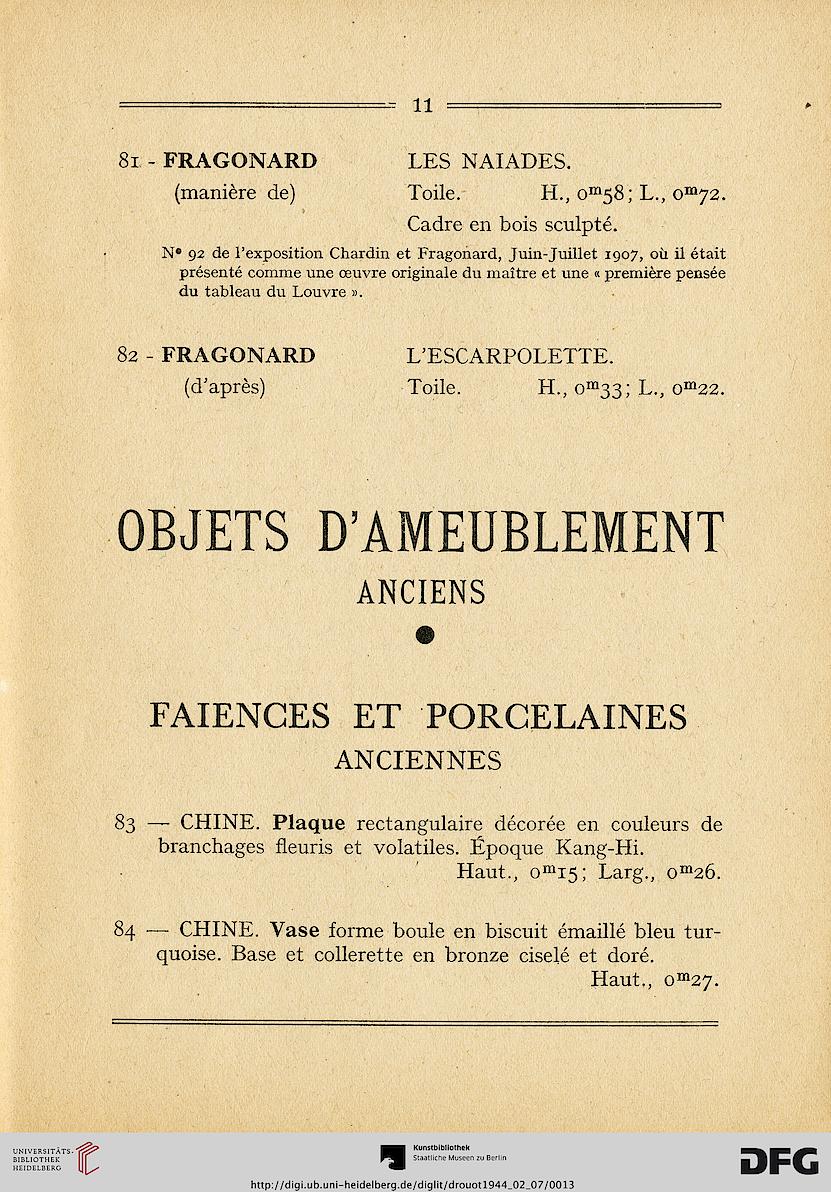 11
81 - FRAGONARD LES NAIADES.
(manière de) Toile. H., 0ᵐ58; L., 0ᵐ72.
Cadre en bois sculpté.
N° 92 de l'exposition Chardin et Fragonard, Juin-Juillet 1907, où il était
présenté comme une œuvre originale du maître et une « première pensée
du tableau du Louvre ».
82 - FRAGONARD L'ESCARPOLETTE.
(d'après) Toile. H., 0ᵐ33; L., 0ᵐ22.
OBJETS D'AMEUBLEMENT
ANCIENS
FAIENCES ET PORCELAINES
ANCIENNES
83 — CHINE. Plaque rectangulaire décorée en couleurs de
branchages fleuris et volatiles. Époque Kang-Hi.
Haut., 0ᵐ15; Larg., 0ᵐ26.
84 — CHINE. Vase forme boule en biscuit émaillé bleu tur-
quoise. Base et collerette en bronze ciselé et doré.
Haut., 0ᵐ27.
UNIVERSITÄTS-
BIBLIOTHEK
HEIDELBERG
Kunstbibliothek
Staatliche Museen zu Berlin
DFG
http://digi.ub.uni-heidelberg.de/diglit/drouot1944_02_07/0013